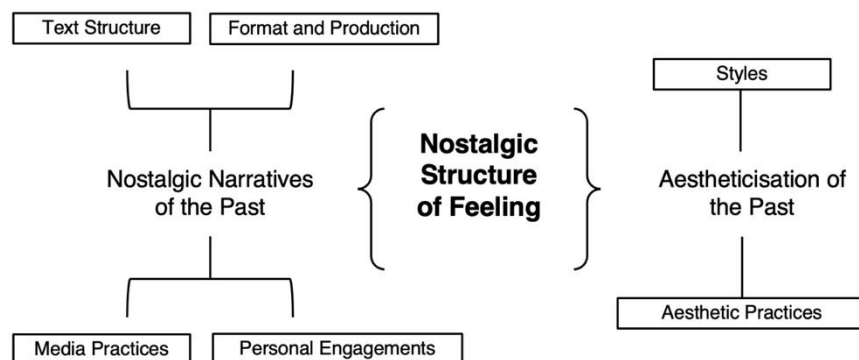 Text Structure
Format and Production
Styles
Nostalgic
Structure
of Feeling
Nostalgic Narratives
of the Past
Aestheticisation of
the Past
Aesthetic Practices
Media Practices
Personal Engagements